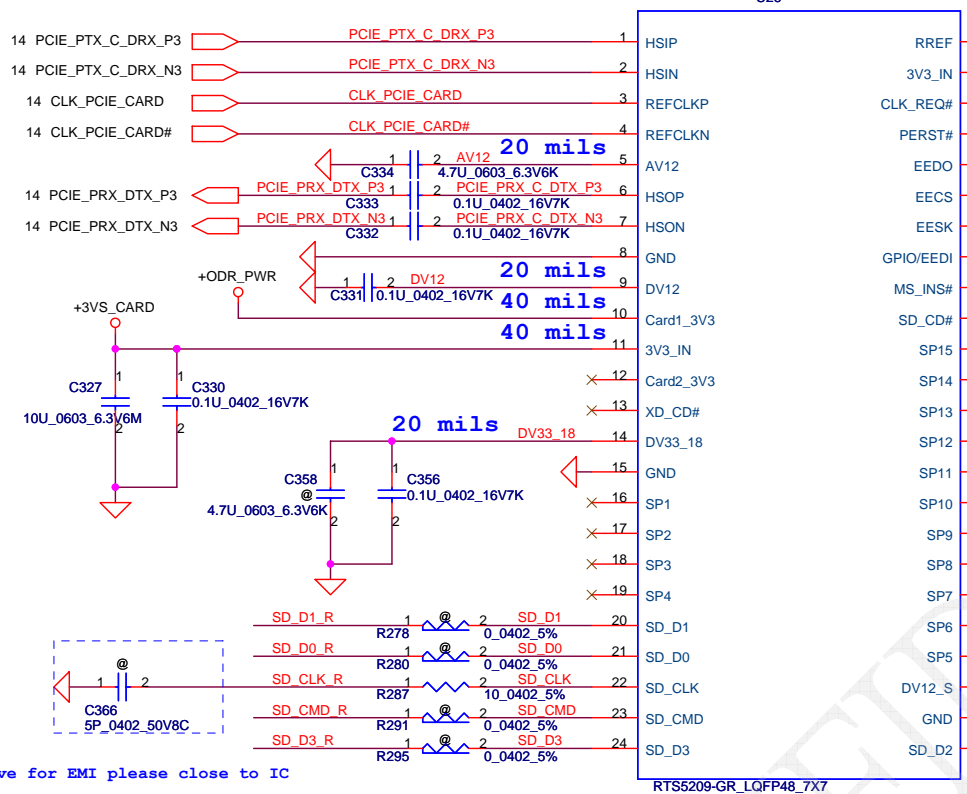 14 PCIE_PTX_C_DRX_P3 PCIE_PTX_C_DRX_P3 1 HSIP RREF
14 PCIE_PTX_C_DRX_N3 PCIE_PTX_C_DRX_N3 2 HSIN 3V3_IN
14 CLK_PCIE_CARD CLK_PCIE_CARD 3 REFCLKP CLK_REQ#
14 CLK_PCIE_CARD# CLK_PCIE_CARD# 4 REFCLKN PERST#
20 mils
1 2 AV12 5 AV12 EEDO
C334 4.7U_0603_6.3V6K
14 PCIE_PRX_DTX_P3 PCIE_PRX_DTX_P3 1 2 PCIE_PRX_C_DTX_P3 6 HSOP EECS
C333 0.1U_0402_16V7K
14 PCIE_PRX_DTX_N3 PCIE_PRX_DTX_N3 1 2 PCIE_PRX_C_DTX_N3 7 HSON EESK
C332 0.1U_0402_16V7K
8 GND GPIO/EEDI
20 mils
+ODR_PWR
1 2 DV12 9 DV12 MS_INS#
C331 0.1U_0402_16V7K
40 mils
+3VS_CARD
10 Card1_3V3 SD_CD#
40 mils
11 3V3_IN SP15
1 1 12 Card2_3V3 SP14
C327 C330
10U_0603_6.3V6M 0.1U_0402_16V7K
2 2
13 XD_CD# SP13
20 mils
DV33_18 14 DV33_18 SP12
1 1 15 GND SP11
C358 C356
@
4.7U_0603_6.3V6K 0.1U_0402_16V7K
2 2
16 SP1 SP10
17 SP2 SP9
18 SP3 SP8
19 SP4 SP7
SD_D1_R 1 @ 2 SD_D1 20 SD_D1 SP6
R278 0_0402_5%
SD_D0_R 1 @ 2 SD_D0 21 SD_D0 SP5
R280 0_0402_5%
@
1 2 SD_CLK_R 1 2 SD_CLK 22 SD_CLK DV12_S
R287 10_0402_5%
C366
5P_0402_50V8C
SD_CMD_R 1 @ 2 SD_CMD 23 SD_CMD GND
R291 0_0402_5%
SD_D3_R 1 @ 2 SD_D3 24 SD_D3 SD_D2
R295 0_0402_5%
ve for EMI please close to IC
RTS5209-GR_LQFP48_7X7